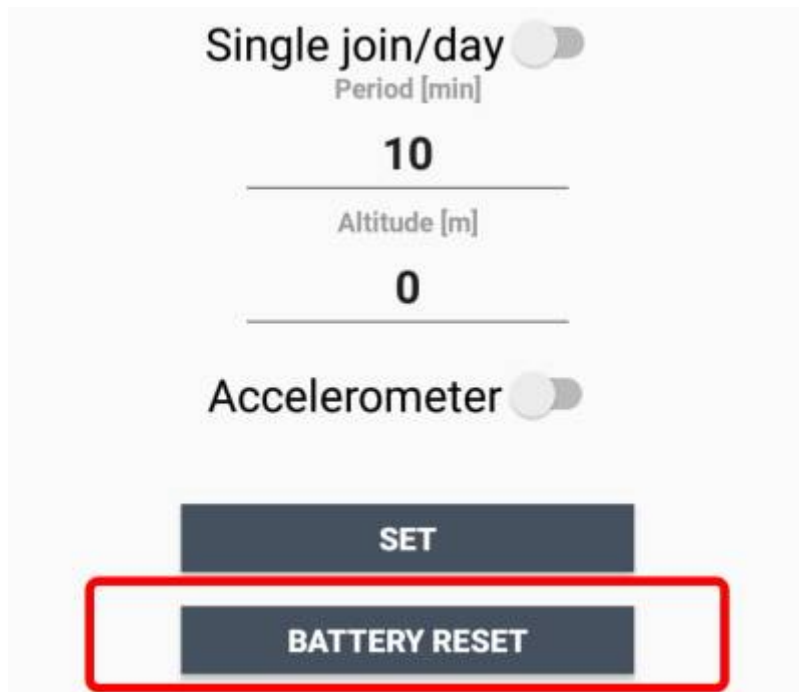 Single join/day
Period [min]
10
Altitude [m]
0
Accelerometer
SET
BATTERY RESET